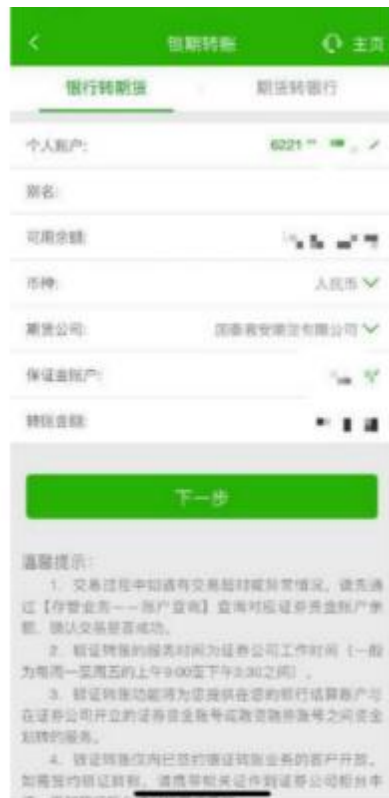 银期转账 主页
银行转期货 期货转银行
个人账户: 6221
别名:
可用余额:
币种: 人民币
期货公司: 国泰君安期货有限公司
保证金账户:
转账金额:
下一步
温馨提示:
1. 交易过程中如遇有交易超时或异常情况,请先通
过【存管业务——账户查询】查询对应证券资金账户余
额,确认交易是否成功。
2. 银证转账的服务时间为证券公司工作时间(一般
为每周一至周五的上午9:00至下午3:30之间)。
3. 银证转账功能将为您提供在您的银行结算账户与
在证券公司开立的证券资金账号或融资融券账号之间资金
划转的服务。
4. 银证转账仅向已签约银证转账业务的客户开放,
如需签约银证转账,请携带相关证件到证券公司柜台申